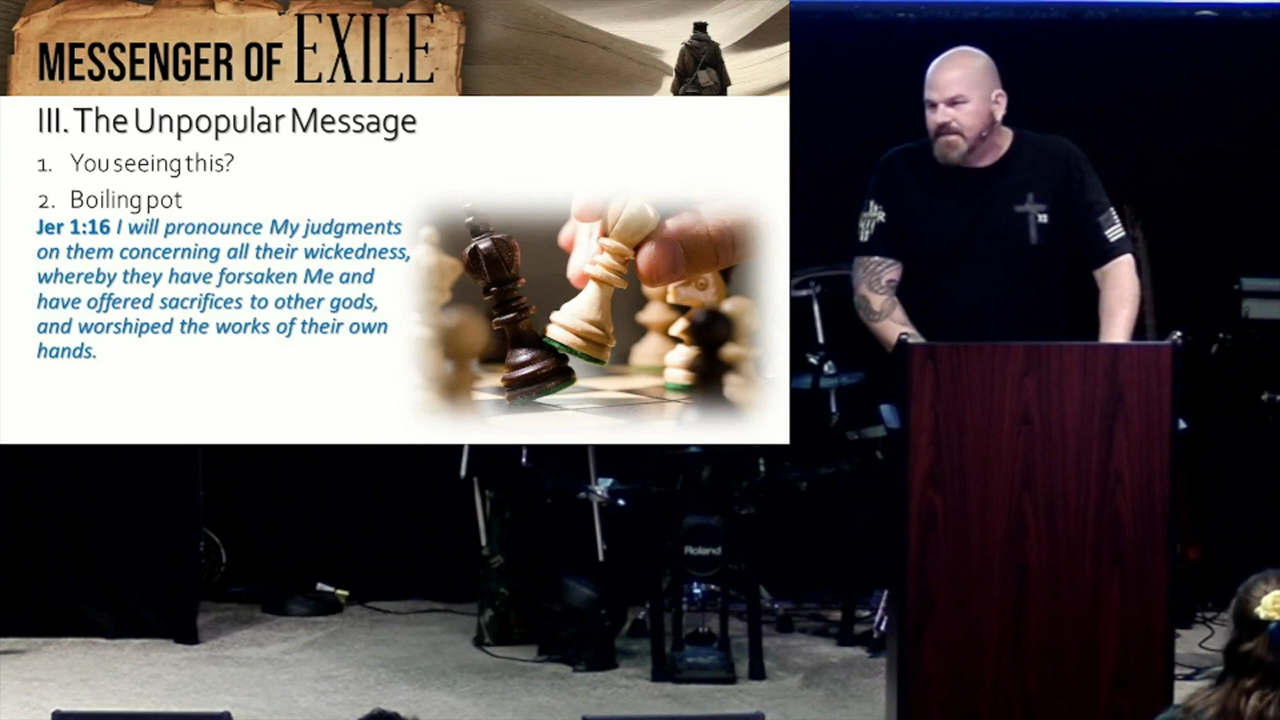 MESSENGER OF EXILE
III. The Unpopular Message
1. You seeing this?
2. Boiling pot
Jer 1:16 I will pronounce My judgments
on them concerning all their wickedness,
whereby they have forsaken Me and
have offered sacrifices to other gods,
and worshiped the works of their own
hands.
Roland